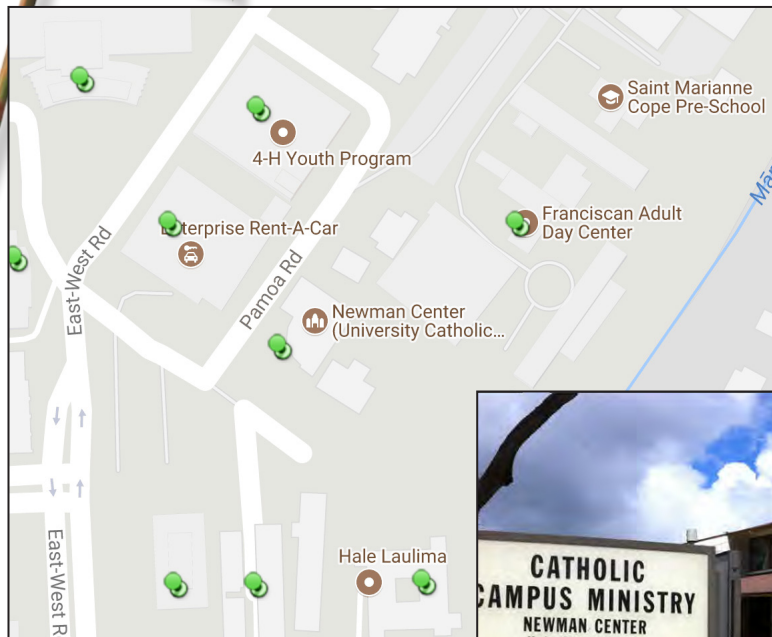 Saint Marianne
Cope Pre-School
4-H Youth Program
Franciscan Adult
Day Center
Enterprise Rent-A-Car
East-West Rd
Pamoa Rd
Newman Center
(University Catholic...
East-West R
Hale Laulima
CATHOLIC
CAMPUS MINISTRY
NEWMAN CENTER